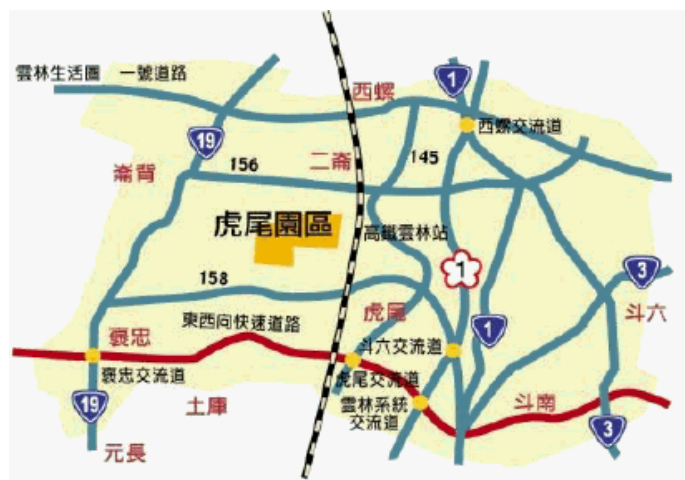 雲林生活圈 一號道路
1
西螺
西螺交流道
19
145
156
二崙
崙背
虎尾園區
高鐵雲林站
1
3
158
虎尾
斗六
東西向快速道路
1
褒忠
斗六交流道
褒忠交流道
虎尾交流道
19
土庫
雲林系統
交流道
斗南
3
元長